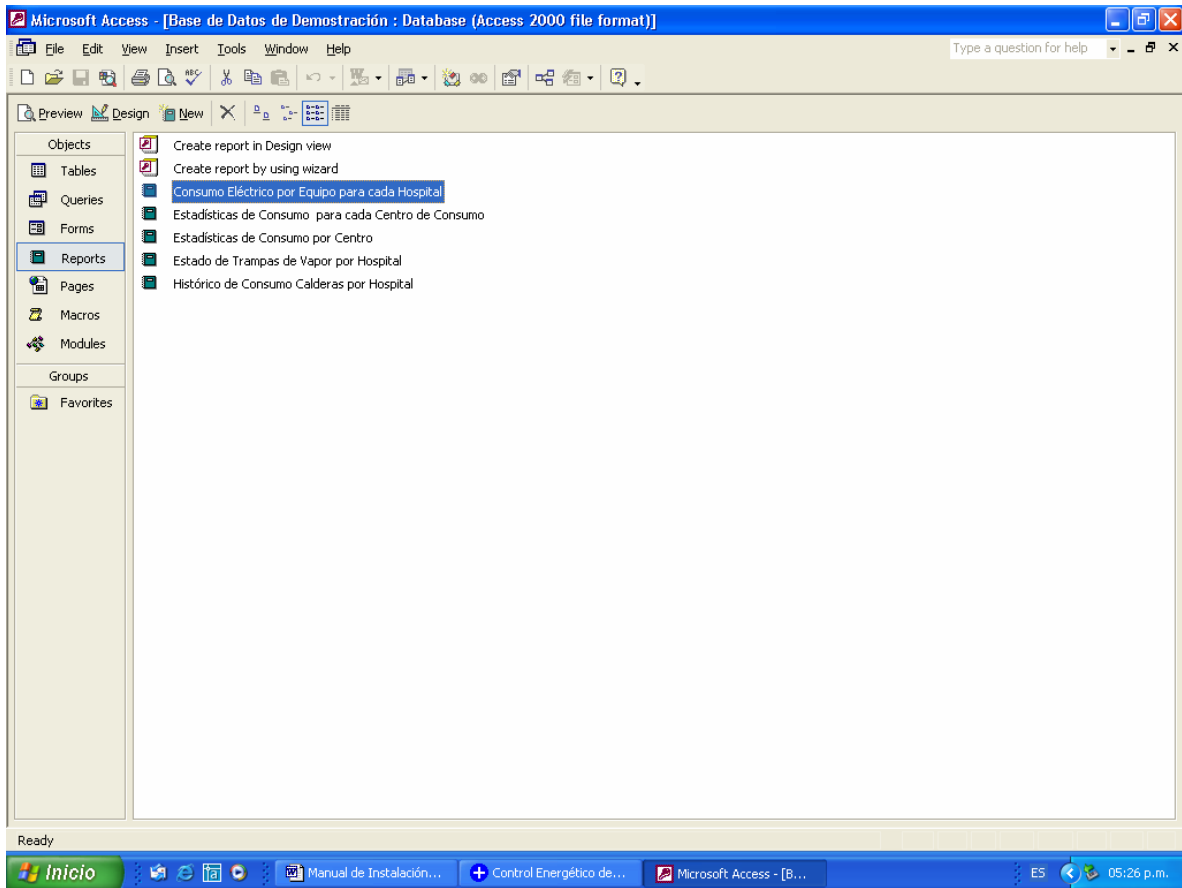 Microsoft Access - [Base de Datos de Demostración : Database (Access 2000 file format)]
File Edit View Insert Tools Window Help Type a question for help
Preview Design New
Objects
Tables
Queries
Forms
Reports
Pages
Macros
Modules
Groups
Favorites
Create report in Design view
Create report by using wizard
Consumo Eléctrico por Equipo para cada Hospital
Estadísticas de Consumo  para cada Centro de Consumo
Estadísticas de Consumo por Centro
Estado de Trampas de Vapor por Hospital
Histórico de Consumo Calderas por Hospital
Ready
Inicio Manual de Instalación... Control Energético de... Microsoft Access - [B... ES 05:26 p.m.